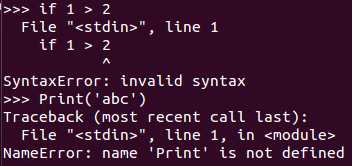 >>> if 1 > 2
  File "<stdin>", line 1
    if 1 > 2
           ^
SyntaxError: invalid syntax
>>> Print('abc')
Traceback (most recent call last):
  File "<stdin>", line 1, in <module>
NameError: name 'Print' is not defined